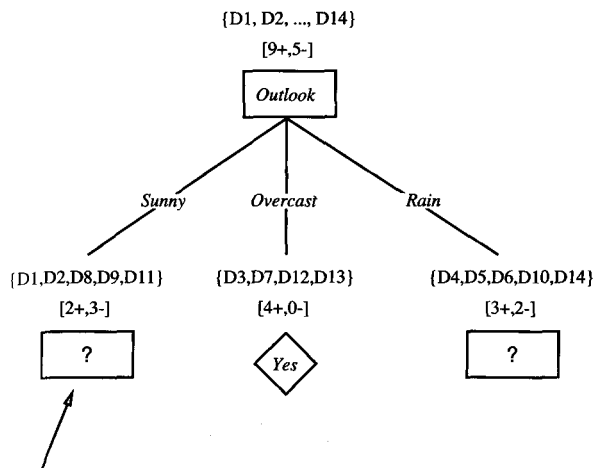 {D1, D2, ..., D14}
[9+,5-]
Outlook
Sunny
Overcast
Rain
{D1,D2,D8,D9,D11}
{D3,D7,D12,D13}
{D4,D5,D6,D10,D14}
[2+,3-]
[4+,0-]
[3+,2-]
?
Yes
?